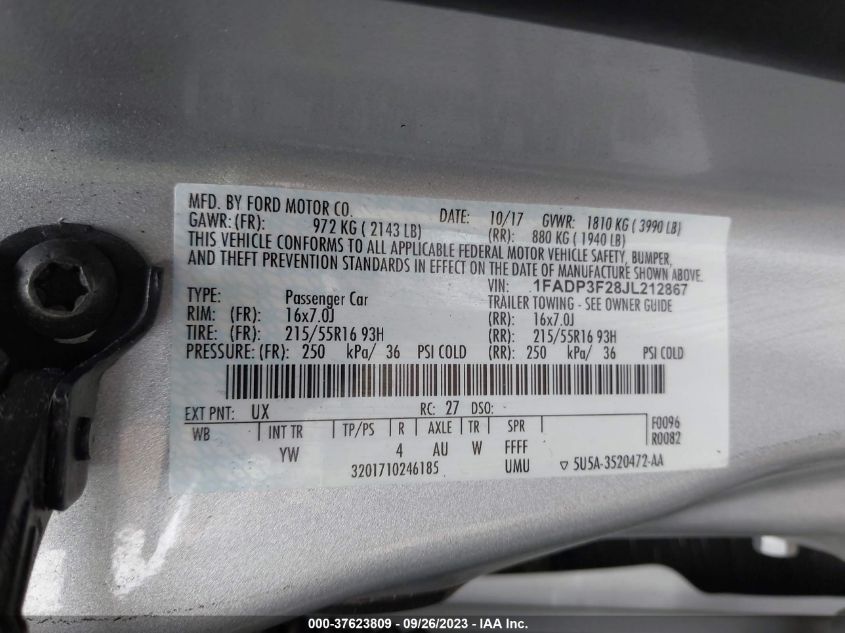 MFD. BY FORD MOTOR CO. DATE: 10/17 GVWR: 1810 KG ( 3990 LB)
GAWR:(FR): 972 KG ( 2143 LB) (RR): 880 KG ( 1940 LB)
THIS VEHICLE CONFORMS TO ALL APPLICABLE FEDERAL MOTOR VEHICLE SAFETY, BUMPER,
AND THEFT PREVENTION STANDARDS IN EFFECT ON THE DATE OF MANUFACTURE SHOWN ABOVE.
VIN: 1FADP3F28JL212867
TYPE: Passenger Car TRAILER TOWING - SEE OWNER GUIDE
RIM: (FR): 16x7.0J (RR): 16x7.0J
TIRE: (FR): 215/55R16 93H (RR): 215/55R16 93H
PRESSURE: (FR): 250 kPa/ 36 PSI COLD (RR): 250 kPa/ 36 PSI COLD
EXT PNT: UX RC: 27 DSO: -
WB INT TR TP/PS R AXLE TR SPR F0096
YW 4 AU W FFFF R0082
3201710246185 UMU ▽ 5U5A-3520472-AA
000-37623809 - 09/26/2023 - IAA Inc.